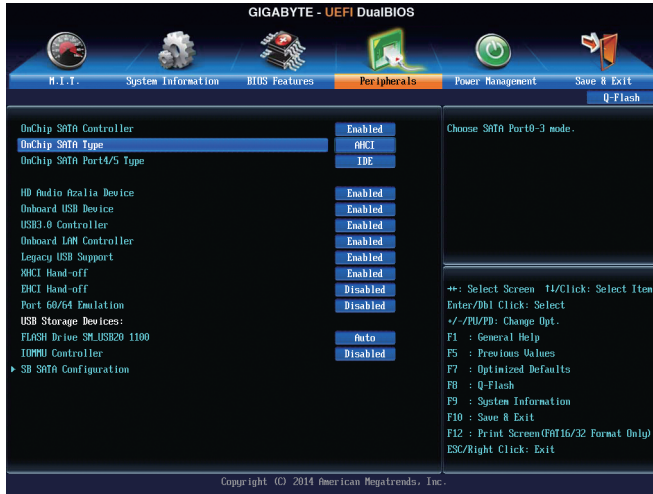 GIGABYTE - UEFI DualBIOS
M.I.T. System Information BIOS Features Peripherals Power Management Save & Exit
Q-Flash
OnChip SATA Controller Enabled Choose SATA Port0-3 mode.
OnChip SATA Type AHCI
OnChip SATA Port4/5 Type IDE
HD Audio Azalia Device Enabled
Onboard USB Device Enabled
USB3.0 Controller Enabled
Onboard LAN Controller Enabled
Legacy USB Support Enabled
XHCI Hand-off Enabled
EHCI Hand-off Disabled
Port 60/64 Emulation Disabled
USB Storage Devices:
FLASH Drive SM_USB20 1100 Auto
IOMMU Controller Disabled
SB SATA Configuration
→←: Select Screen ↑↓/Click: Select Item
Enter/Dbl Click: Select
+/-/PU/PD: Change Opt.
F1 : General Help
F5 : Previous Values
F7 : Optimized Defaults
F8 : Q-Flash
F9 : System Information
F10 : Save & Exit
F12 : Print Screen(FAT16/32 Format Only)
ESC/Right Click: Exit
Copyright (C) 2014 American Megatrends, Inc.